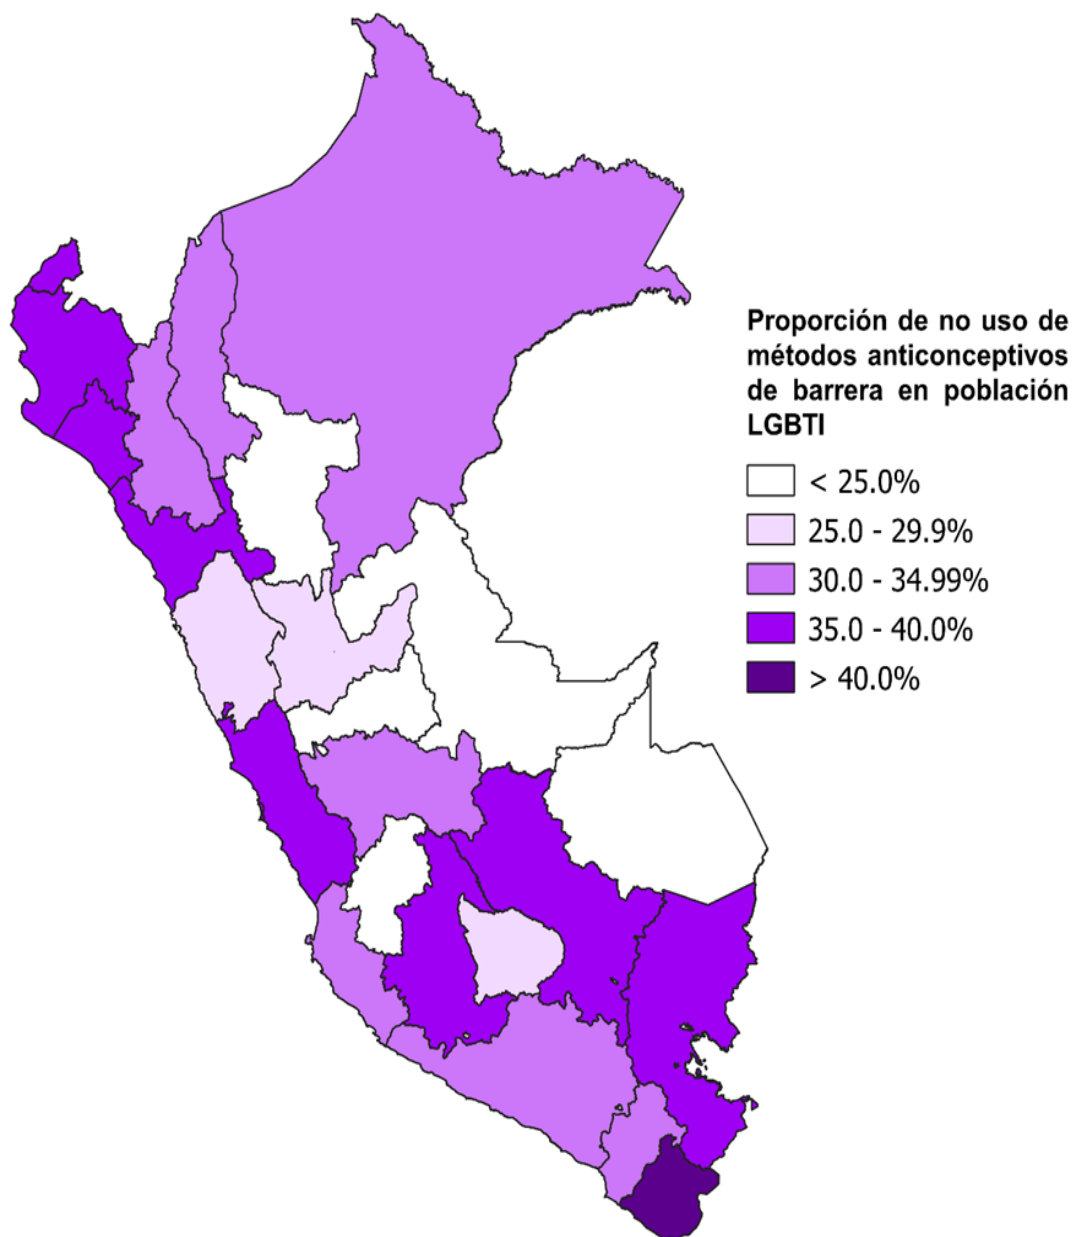 Proporción de no uso de
métodos anticonceptivos
de barrera en población
LGBTI
< 25.0%
25.0 - 29.9%
30.0 - 34.99%
35.0 - 40.0%
> 40.0%